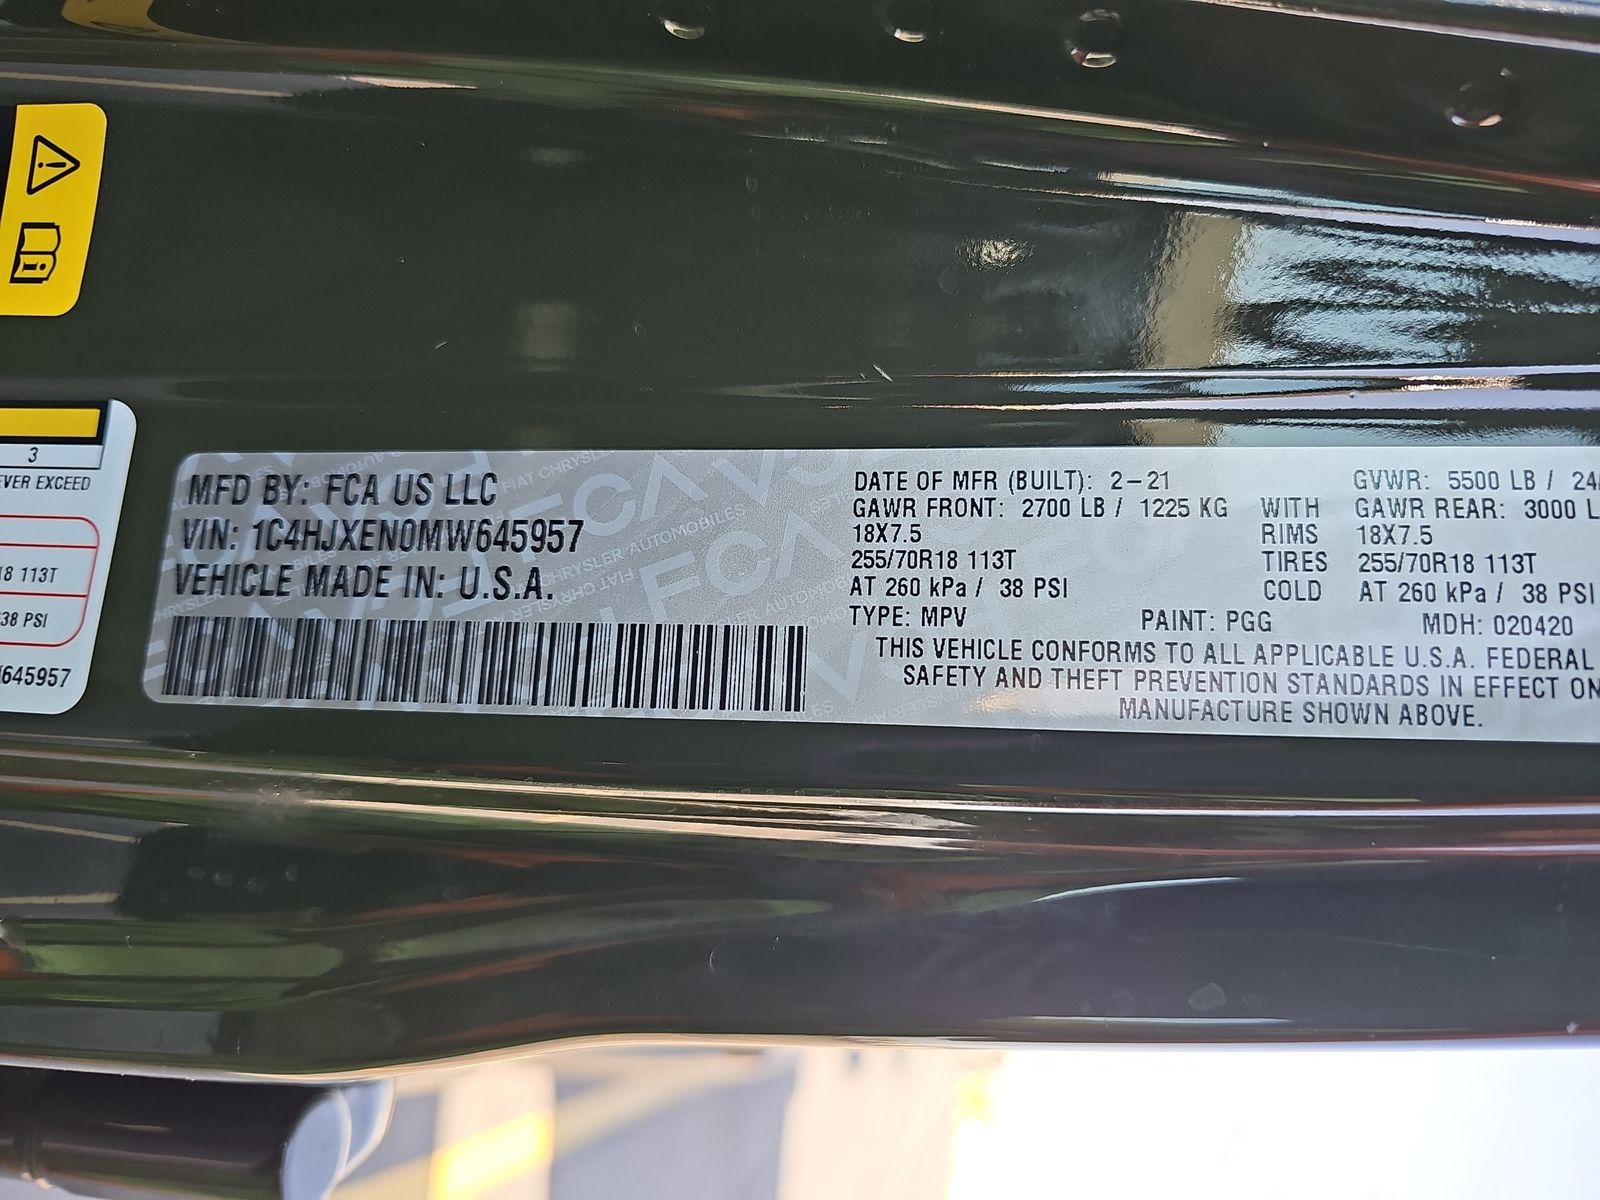 3
EVER EXCEED
18 113T
38 PSI
645957
MFD BY: FCA US LLC
VIN: 1C4HJXEN0MW645957
VEHICLE MADE IN: U.S.A.
DATE OF MFR (BUILT): 2-21 GVWR: 5500 LB / 24
GAWR FRONT: 2700 LB / 1225 KG WITH GAWR REAR: 3000 L
18X7.5 RIMS 18X7.5
255/70R18 113T TIRES 255/70R18 113T
AT 260 kPa / 38 PSI COLD AT 260 kPa / 38 PSI
TYPE: MPV PAINT: PGG MDH: 020420
THIS VEHICLE CONFORMS TO ALL APPLICABLE U.S.A. FEDERAL
SAFETY AND THEFT PREVENTION STANDARDS IN EFFECT ON
MANUFACTURE SHOWN ABOVE.